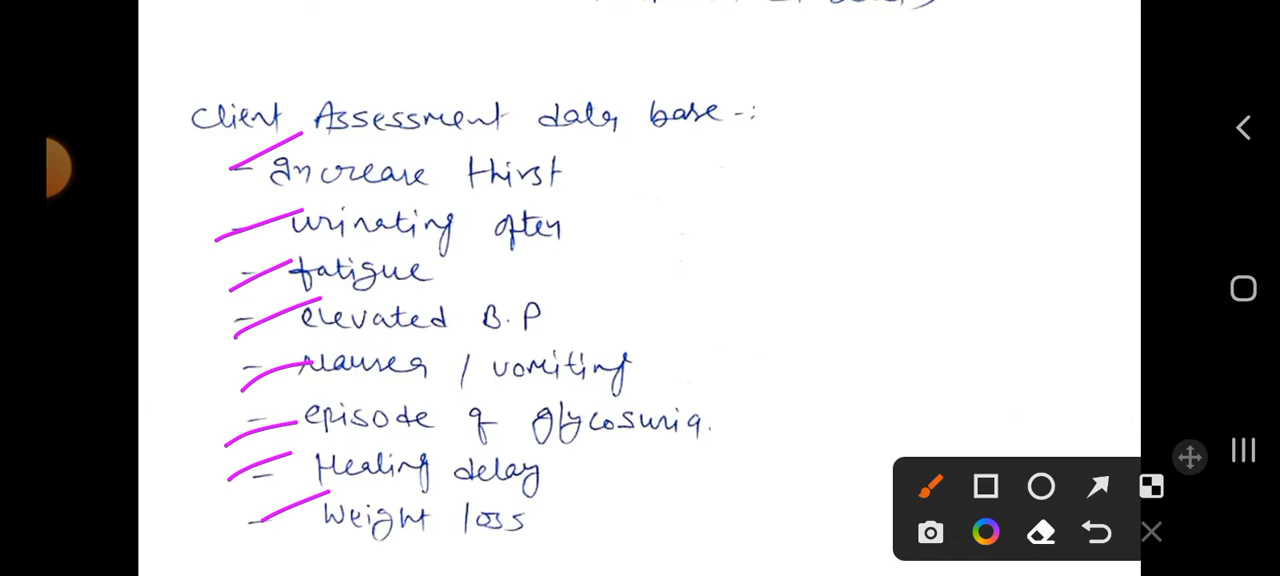 Client Assessment data base -:
- Increase thirst
- urinating often
- fatigue
- elevated B.P
- nausea / vomiting
- episode of glycosuria.
- Healing delay
- Weight loss